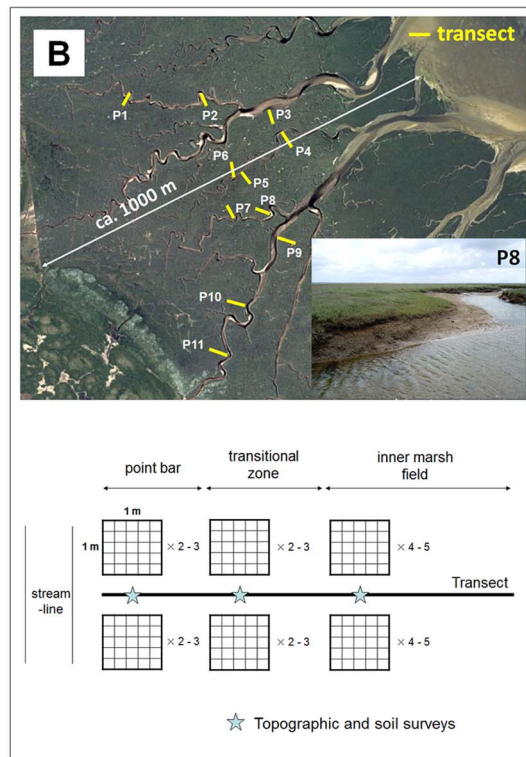 B
transect
P1
P2
P3
P4
P6
P5
P7
P8
P9
P10
P11
ca. 1000 m
P8
point bar
transitional
zone
inner marsh
field
1 m
1 m
× 2 - 3
× 2 - 3
× 4 - 5
stream
-line
Transect
× 2 - 3
× 2 - 3
× 4 - 5
Topographic and soil surveys